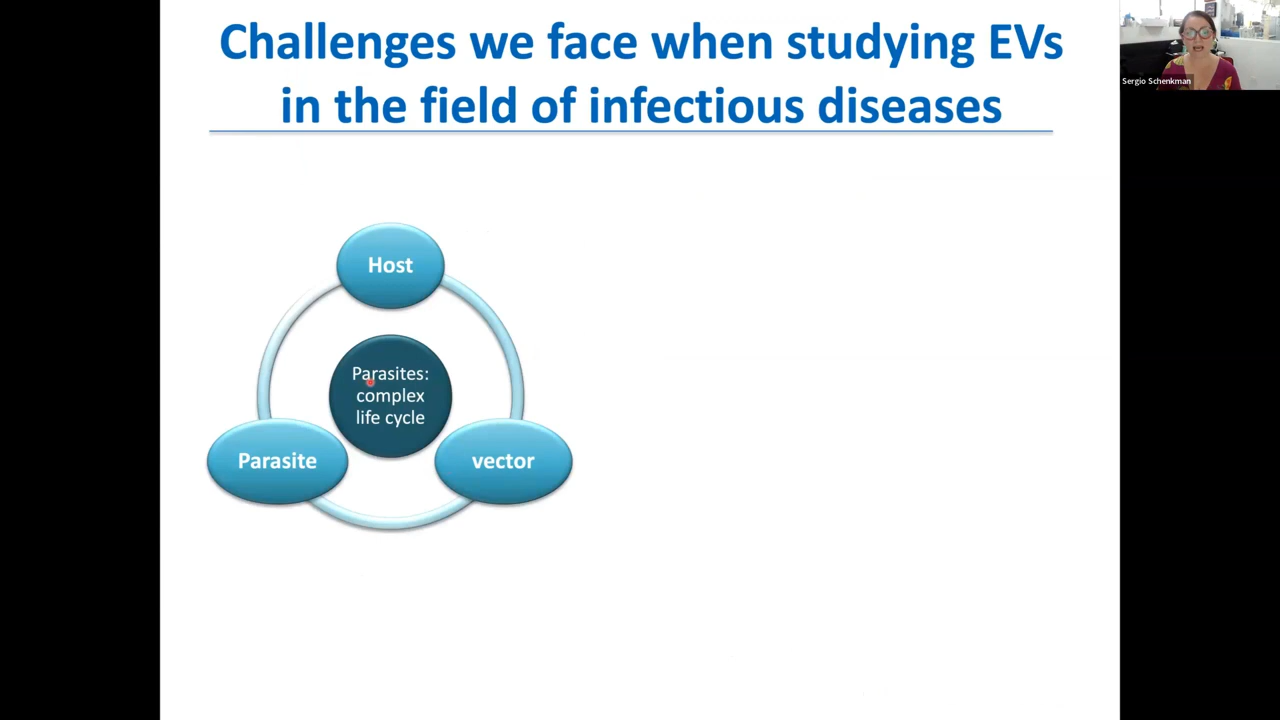 Challenges we face when studying EVs
in the field of infectious diseases
Sergio Schenkman
Host
Parasites:
complex
life cycle
Parasite
vector